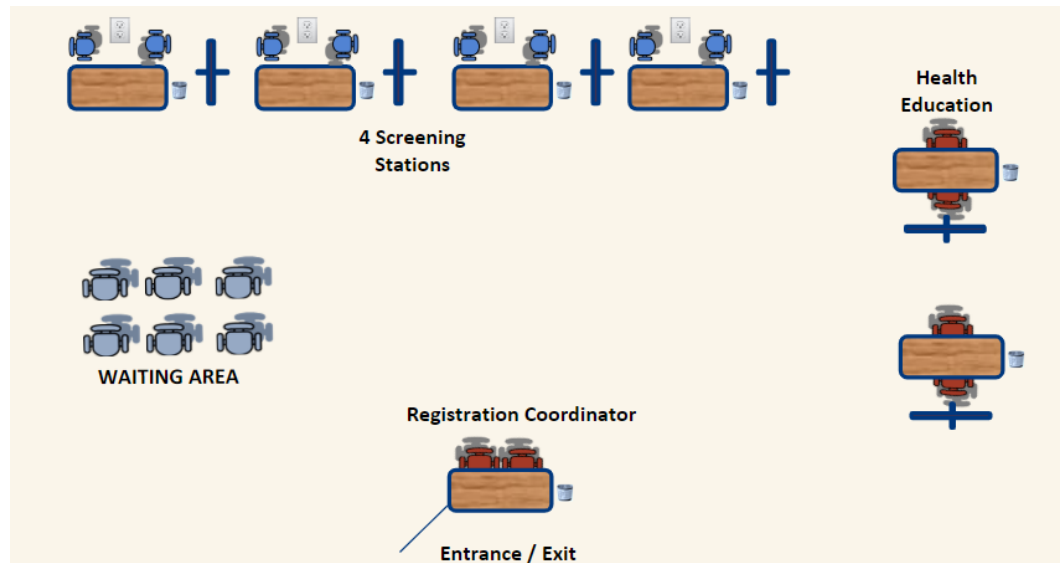 Health
Education
4 Screening
Stations
WAITING AREA
Registration Coordinator
Entrance / Exit